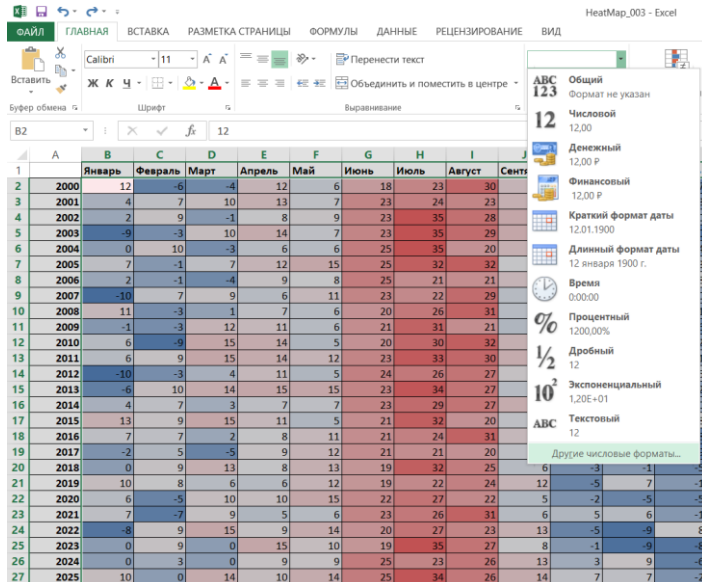 HeatMap_003 - Excel
ФАЙЛ ГЛАВНАЯ ВСТАВКА РАЗМЕТКА СТРАНИЦЫ ФОРМУЛЫ ДАННЫЕ РЕЦЕНЗИРОВАНИЕ ВИД
Calibri 11 Перенести текст
Вставить Ж К Ч Объединить и поместить в центре
Буфер обмена Шрифт Выравнивание
B2 12
ABC 123 Общий
Формат не указан
12 Числовой
12,00
Денежный
12,00 ₽
Финансовый
12,00 ₽
Краткий формат даты
12.01.1900
Длинный формат даты
12 января 1900 г.
Время
0:00:00
% Процентный
1200,00%
½ Дробный
12
10² Экспоненциальный
1,20E+01
ABC Текстовый
12
Другие числовые форматы...
A B C D E F G H I J
1 Январь Февраль Март Апрель Май Июнь Июль Август
2 2000 12 -6 -4 12 6 18 23 30
3 2001 4 7 10 13 7 23 24 23
4 2002 2 9 -1 8 9 23 35 28
5 2003 -9 -3 10 14 7 23 35 29
6 2004 0 10 -3 6 6 25 35 20
7 2005 7 -1 7 12 15 25 32 32
8 2006 2 -1 -4 9 8 25 21 21
9 2007 -10 7 9 6 11 23 22 29
10 2008 11 -3 1 7 6 20 26 31
11 2009 -1 -3 12 11 6 21 31 21
12 2010 6 -9 15 14 5 20 30 32
13 2011 6 9 15 14 12 23 33 30
14 2012 -10 -3 4 11 5 24 26 27
15 2013 -6 10 14 15 15 23 34 27
16 2014 4 7 3 7 7 23 29 27
17 2015 13 9 15 11 5 21 32 20
18 2016 7 7 2 8 11 21 24 31
19 2017 -2 5 -5 9 12 21 21 20
20 2018 0 9 13 8 13 19 32 25 6 -3 -1
21 2019 10 8 6 6 12 19 22 24 12 -5 7
22 2020 6 -5 10 10 15 22 27 22 5 -2 -5
23 2021 7 -7 9 5 6 23 26 31 6 5 6
24 2022 -8 9 15 9 14 20 27 23 13 -5 -9
25 2023 0 9 0 15 10 19 35 27 8 -1 -9
26 2024 0 3 0 9 9 25 23 26 13 3 9
27 2025 10 0 14 10 14 25 34 26 14 7